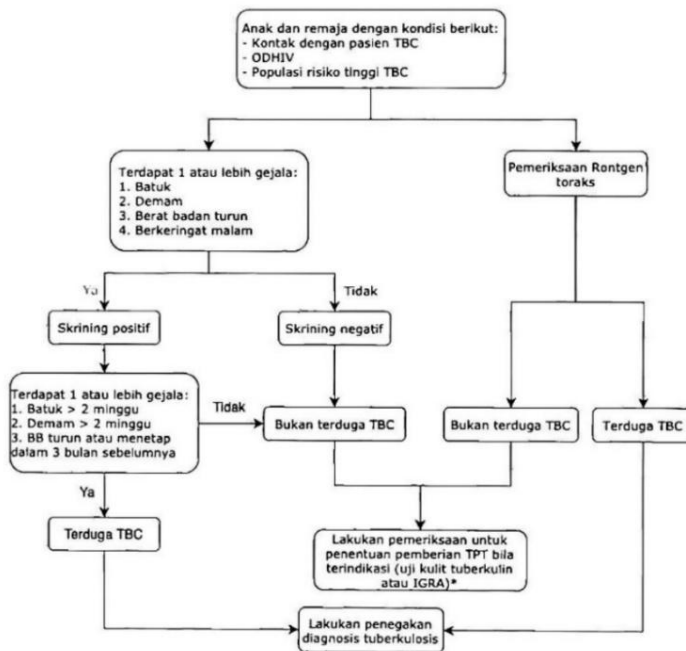 Anak dan remaja dengan kondisi berikut:
- Kontak dengan pasien TBC
- ODHIV
- Populasi risiko tinggi TBC
Terdapat 1 atau lebih gejala:
1. Batuk
2. Demam
3. Berat badan turun
4. Berkeringat malam
Pemeriksaan Rontgen
toraks
Ya
Tidak
Skrining positif
Skrining negatif
Terdapat 1 atau lebih gejala:
1. Batuk > 2 minggu
2. Demam > 2 minggu
3. BB turun atau menetap
dalam 3 bulan sebelumnya
Tidak
Bukan terduga TBC
Bukan terduga TBC
Terduga TBC
Ya
Terduga TBC
Lakukan pemeriksaan untuk
penentuan pemberian TPT bila
terindikasi (uji kulit tuberkulin
atau IGRA)*
Lakukan penegakan
diagnosis tuberkulosis